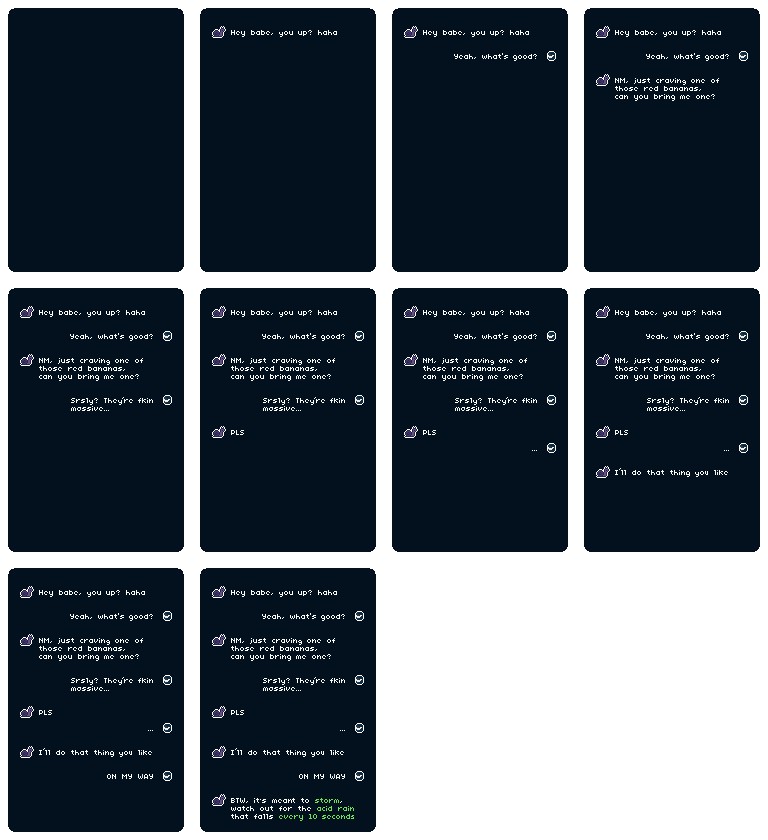 Hey babe, you up? haha
Hey babe, you up? haha
Yeah, what's good?
Hey babe, you up? haha
Yeah, what's good?
NM, just craving one of
those red bananas,
can you bring me one?
Hey babe, you up? haha
Yeah, what's good?
NM, just craving one of
those red bananas,
can you bring me one?
Srsly? They're fkin
massive...
Hey babe, you up? haha
Yeah, what's good?
NM, just craving one of
those red bananas,
can you bring me one?
Srsly? They're fkin
massive...
PLS
Hey babe, you up? haha
Yeah, what's good?
NM, just craving one of
those red bananas,
can you bring me one?
Srsly? They're fkin
massive...
PLS
...
Hey babe, you up? haha
Yeah, what's good?
NM, just craving one of
those red bananas,
can you bring me one?
Srsly? They're fkin
massive...
PLS
...
I'll do that thing you like
Hey babe, you up? haha
Yeah, what's good?
NM, just craving one of
those red bananas,
can you bring me one?
Srsly? They're fkin
massive...
PLS
...
I'll do that thing you like
ON MY WAY
Hey babe, you up? haha
Yeah, what's good?
NM, just craving one of
those red bananas,
can you bring me one?
Srsly? They're fkin
massive...
PLS
...
I'll do that thing you like
ON MY WAY
BTW, it's meant to storm,
watch out for the acid rain
that falls every 10 seconds